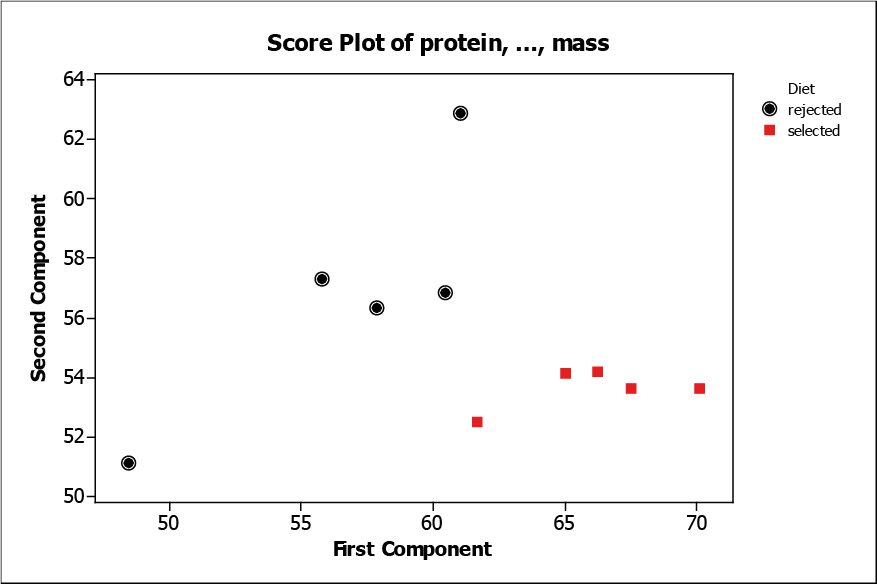 Score Plot of protein, ..., mass
Diet
rejected
selected
64
62
60
58
56
54
52
50
Second Component
50 55 60 65 70
First Component